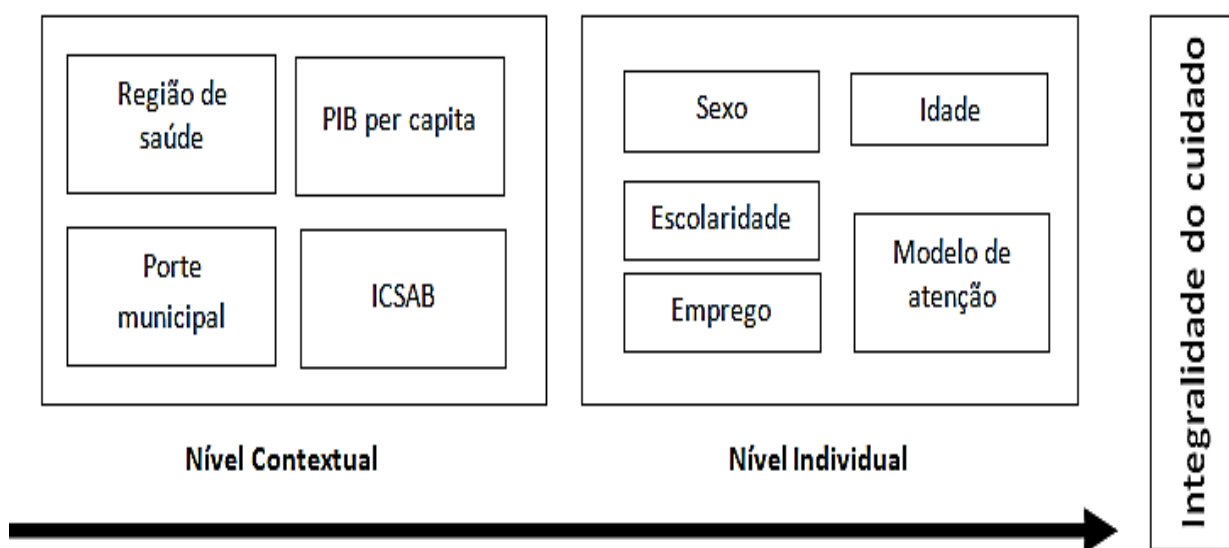 Região de
saúde
PIB per capita
Porte
municipal
ICSAB
Nível Contextual
Sexo
Idade
Escolaridade
Emprego
Modelo de
atenção
Nível Individual
Integralidade do cuidado